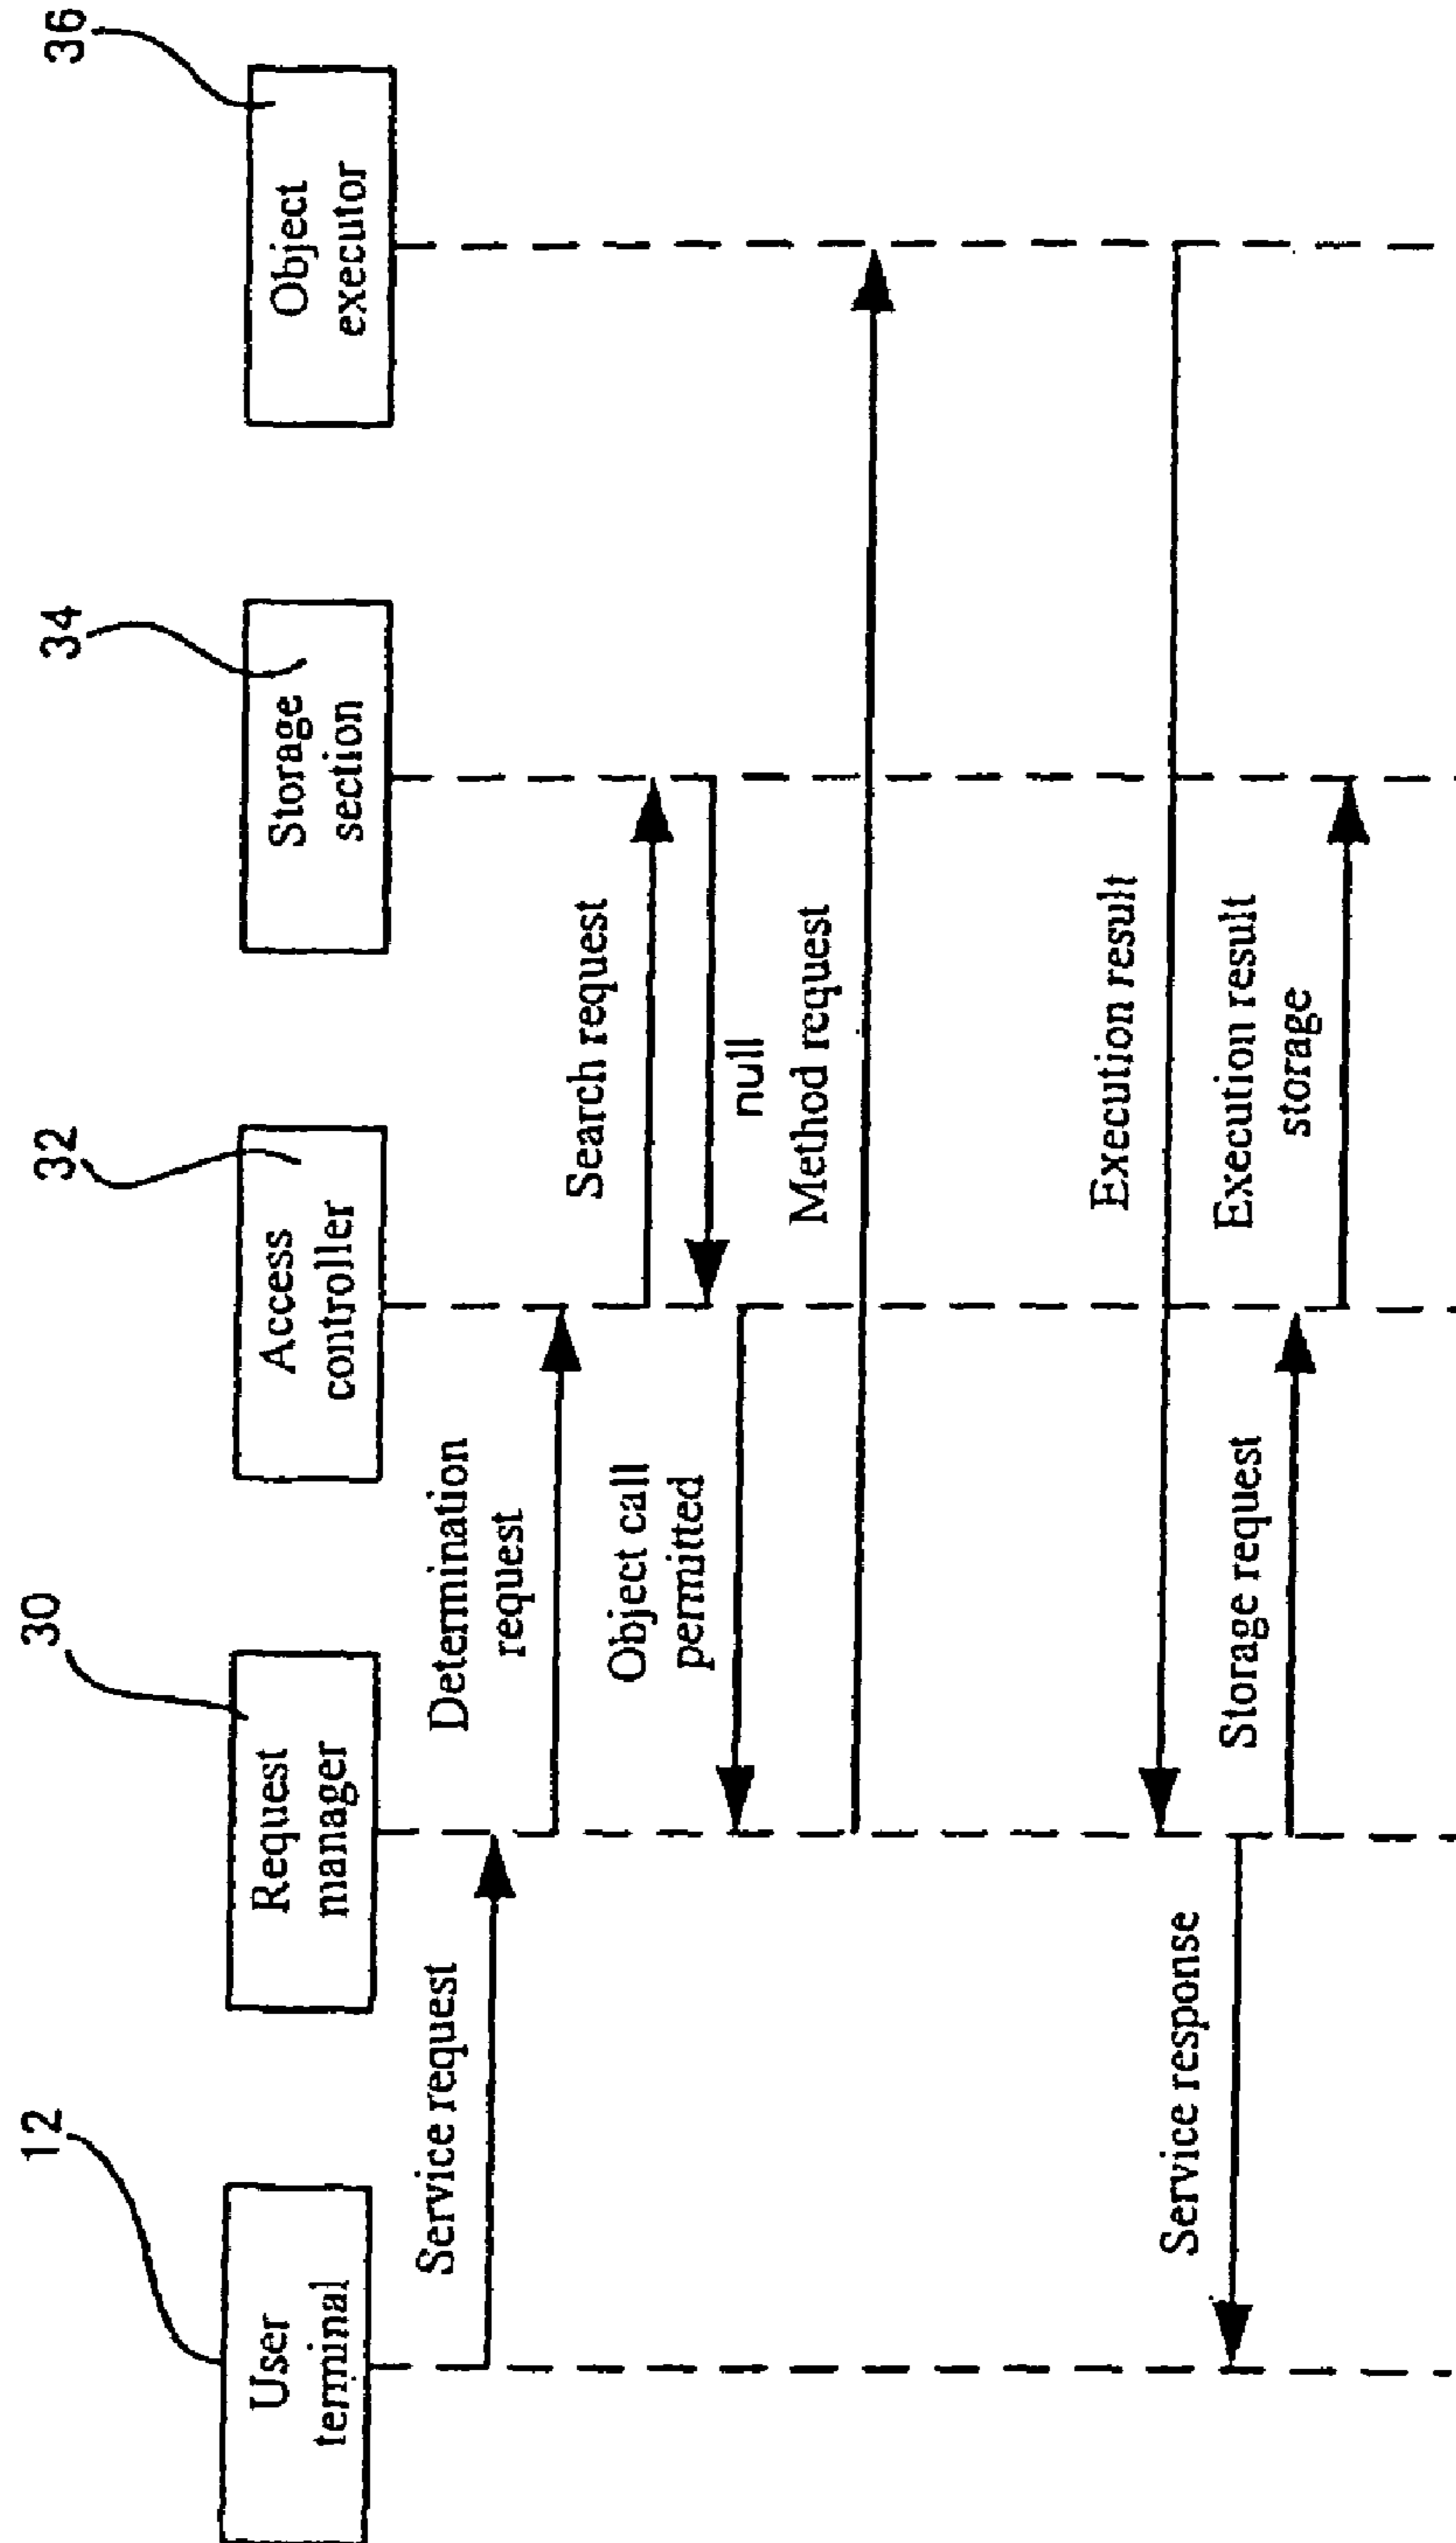 12
30
32
34
36
User
terminal
Request
manager
Access
controller
Storage
section
Object
executor
Service request
Determination
request
Search request
null
Object call
permitted
Method request
Execution result
Service response
Storage request
Execution result
storage